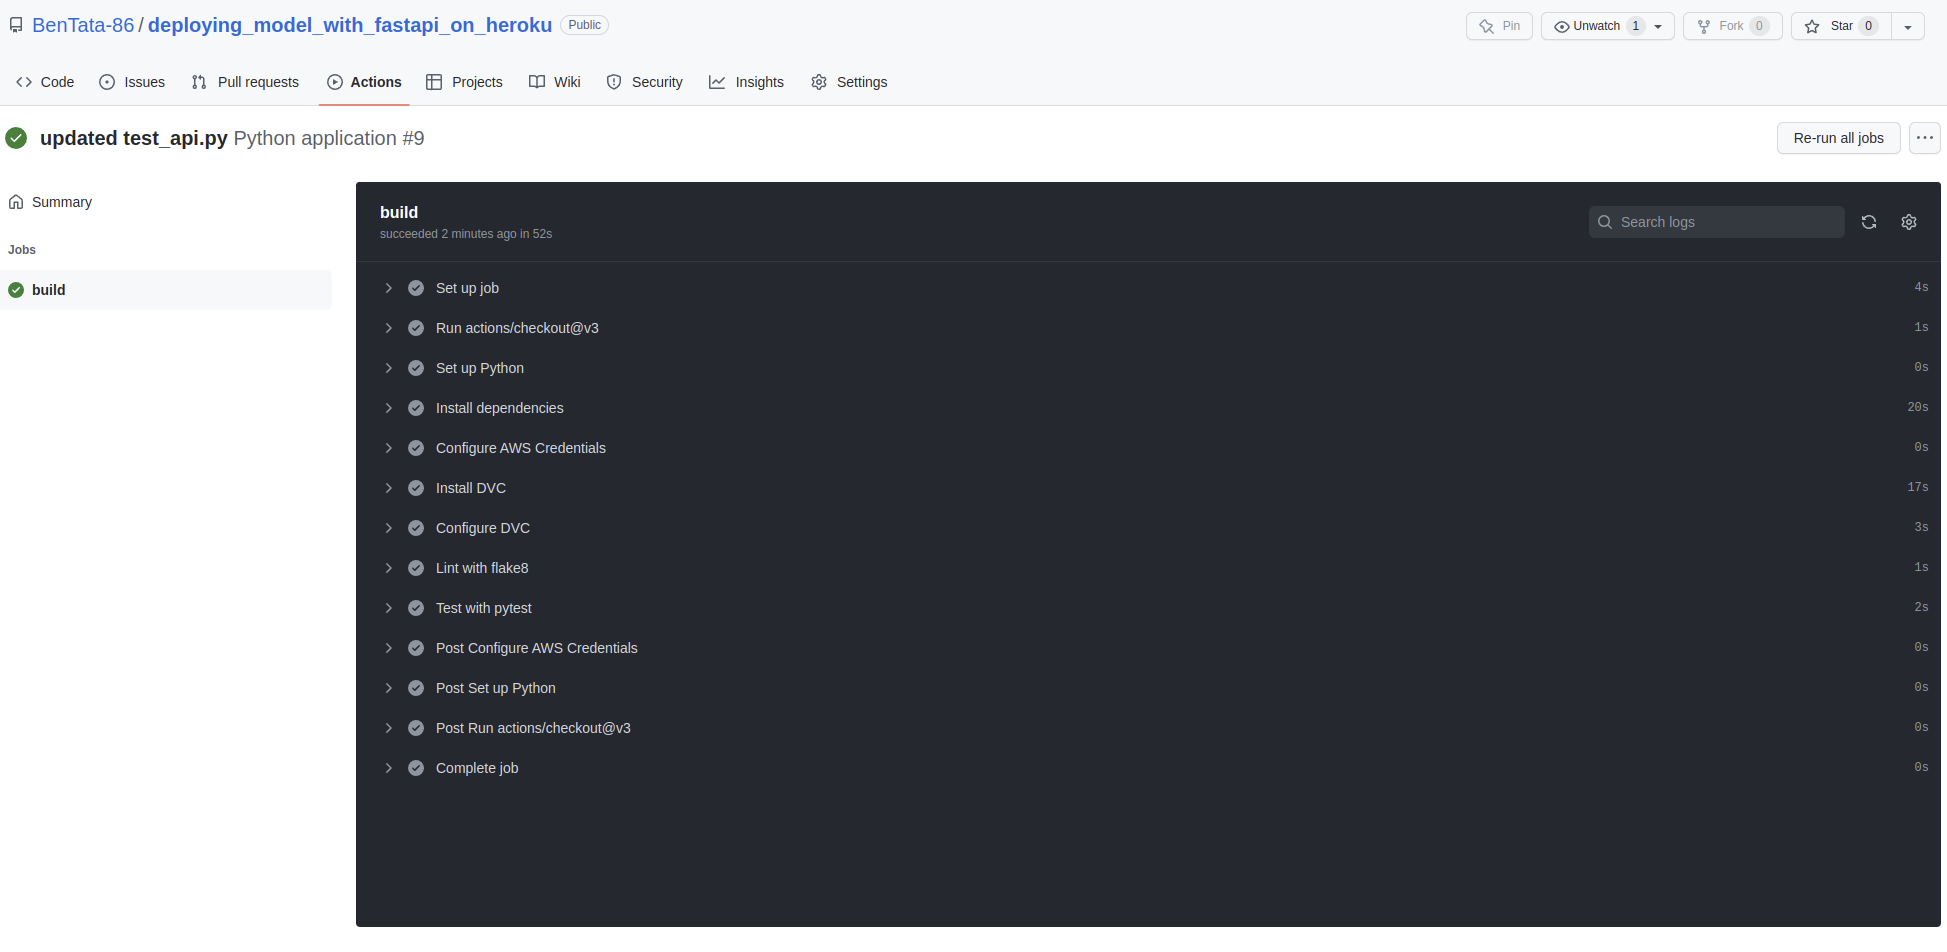 BenTata-86 / deploying_model_with_fastapi_on_heroku Public Pin Unwatch 1 Fork 0 Star 0
Code Issues Pull requests Actions Projects Wiki Security Insights Settings
updated test_api.py Python application #9 Re-run all jobs
Summary
Jobs
build
build
succeeded 2 minutes ago in 52s
Search logs
Set up job 4s
Run actions/checkout@v3 1s
Set up Python 0s
Install dependencies 20s
Configure AWS Credentials 0s
Install DVC 17s
Configure DVC 3s
Lint with flake8 1s
Test with pytest 2s
Post Configure AWS Credentials 0s
Post Set up Python 0s
Post Run actions/checkout@v3 0s
Complete job 0s